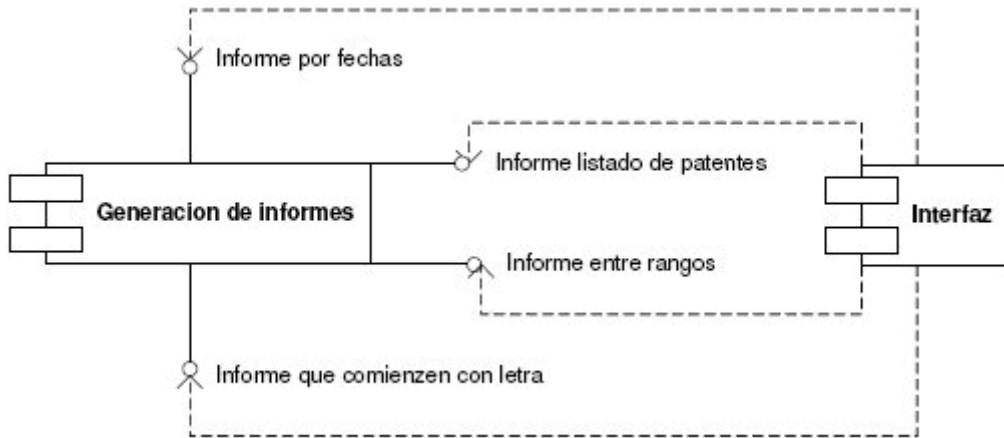 Informe por fechas
Informe listado de patentes
Generacion de informes
Interfaz
Informe entre rangos
Informe que comienzen con letra